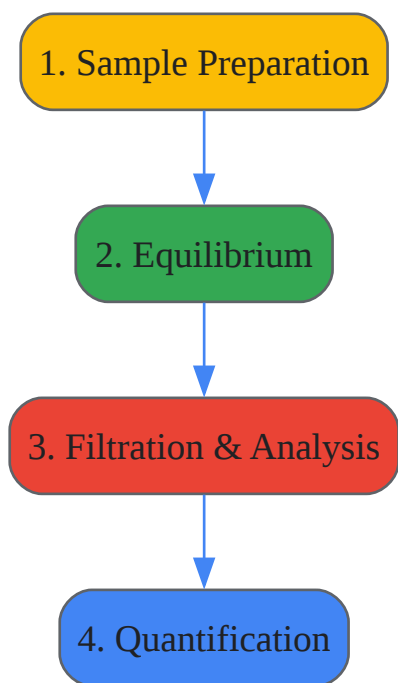 1. Sample Preparation
2. Equilibrium
3. Filtration & Analysis
4. Quantification